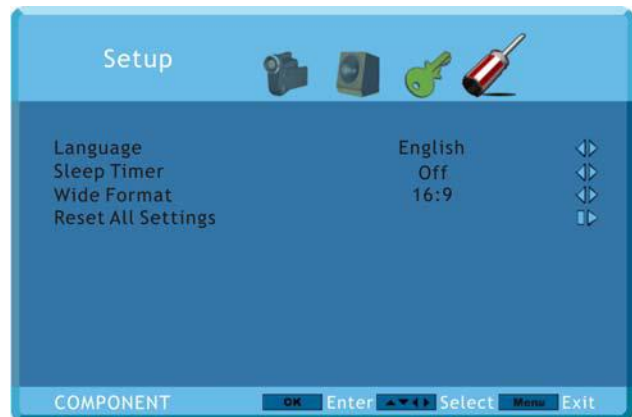 Setup
Language English
Sleep Timer Off
Wide Format 16:9
Reset All Settings
COMPONENT OK Enter Select Menu Exit